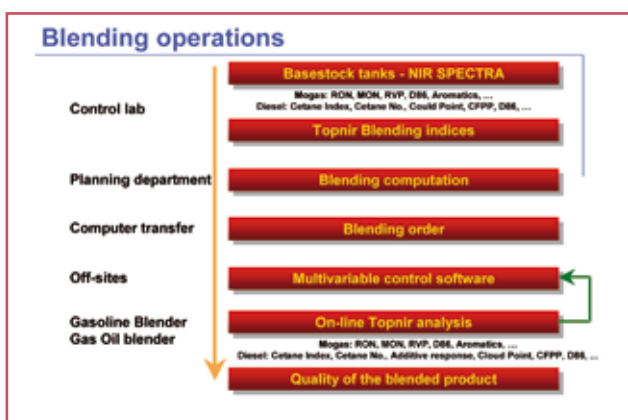 Blending operations
Basestock tanks - NIR SPECTRA
Mogas: RON, MON, RVP, D86, Aromatics, ...
Control lab
Diesel: Cetane Index, Cetane No., Could Point, CFPP, D86, ...
Topnir Blending indices
Planning department
Blending computation
Computer transfer
Blending order
Off-sites
Multivariable control software
Gasoline Blender
Gas Oil blender
On-line Topnir analysis
Mogas: RON, MON, RVP, D86, Aromatics, ...
Diesel: Cetane Index, Cetane No., Additive response, Cloud Point, CFPP, D86, ...
Quality of the blended product